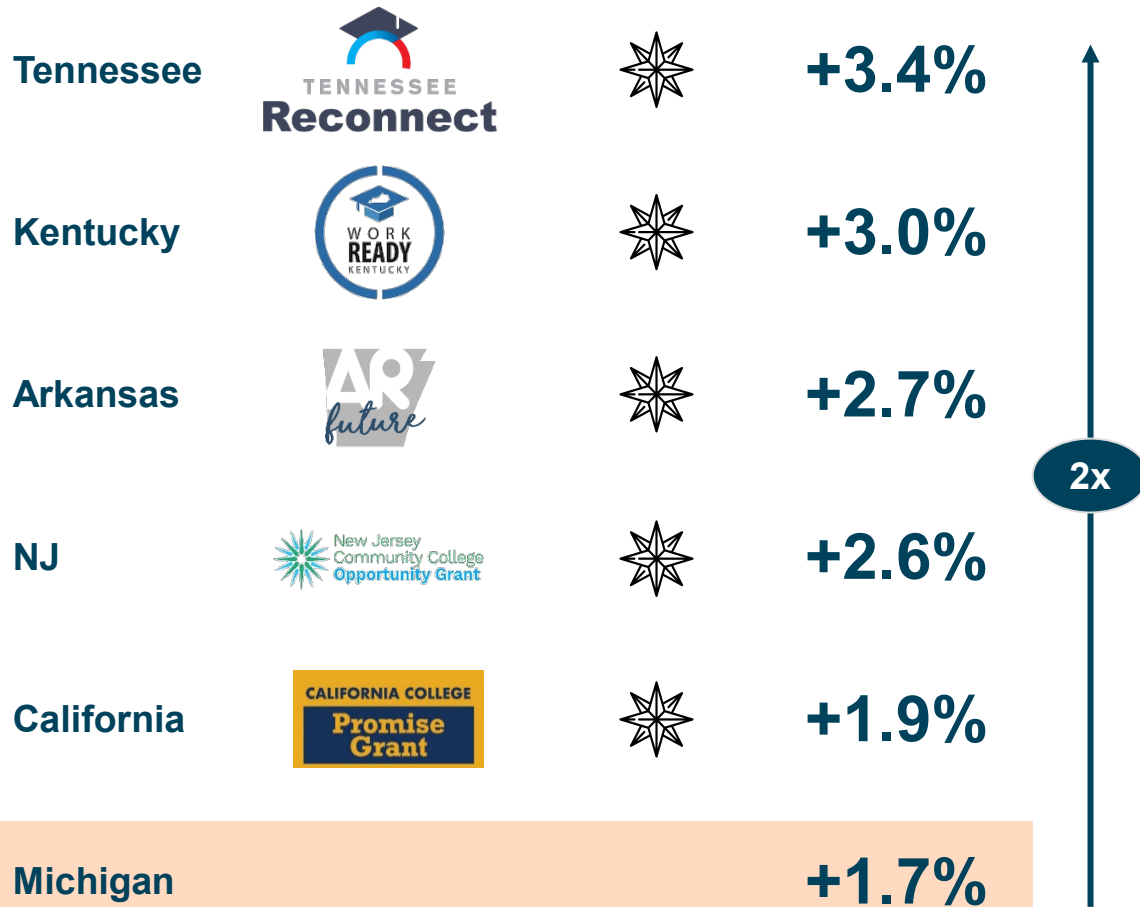 Tennessee
TENNESSEE
Reconnect
+3.4%
Kentucky
WORK
READY
KENTUCKY
+3.0%
Arkansas
AR
future
+2.7%
2x
NJ
New Jersey
Community College
Opportunity Grant
+2.6%
California
CALIFORNIA COLLEGE
Promise
Grant
+1.9%
Michigan
+1.7%